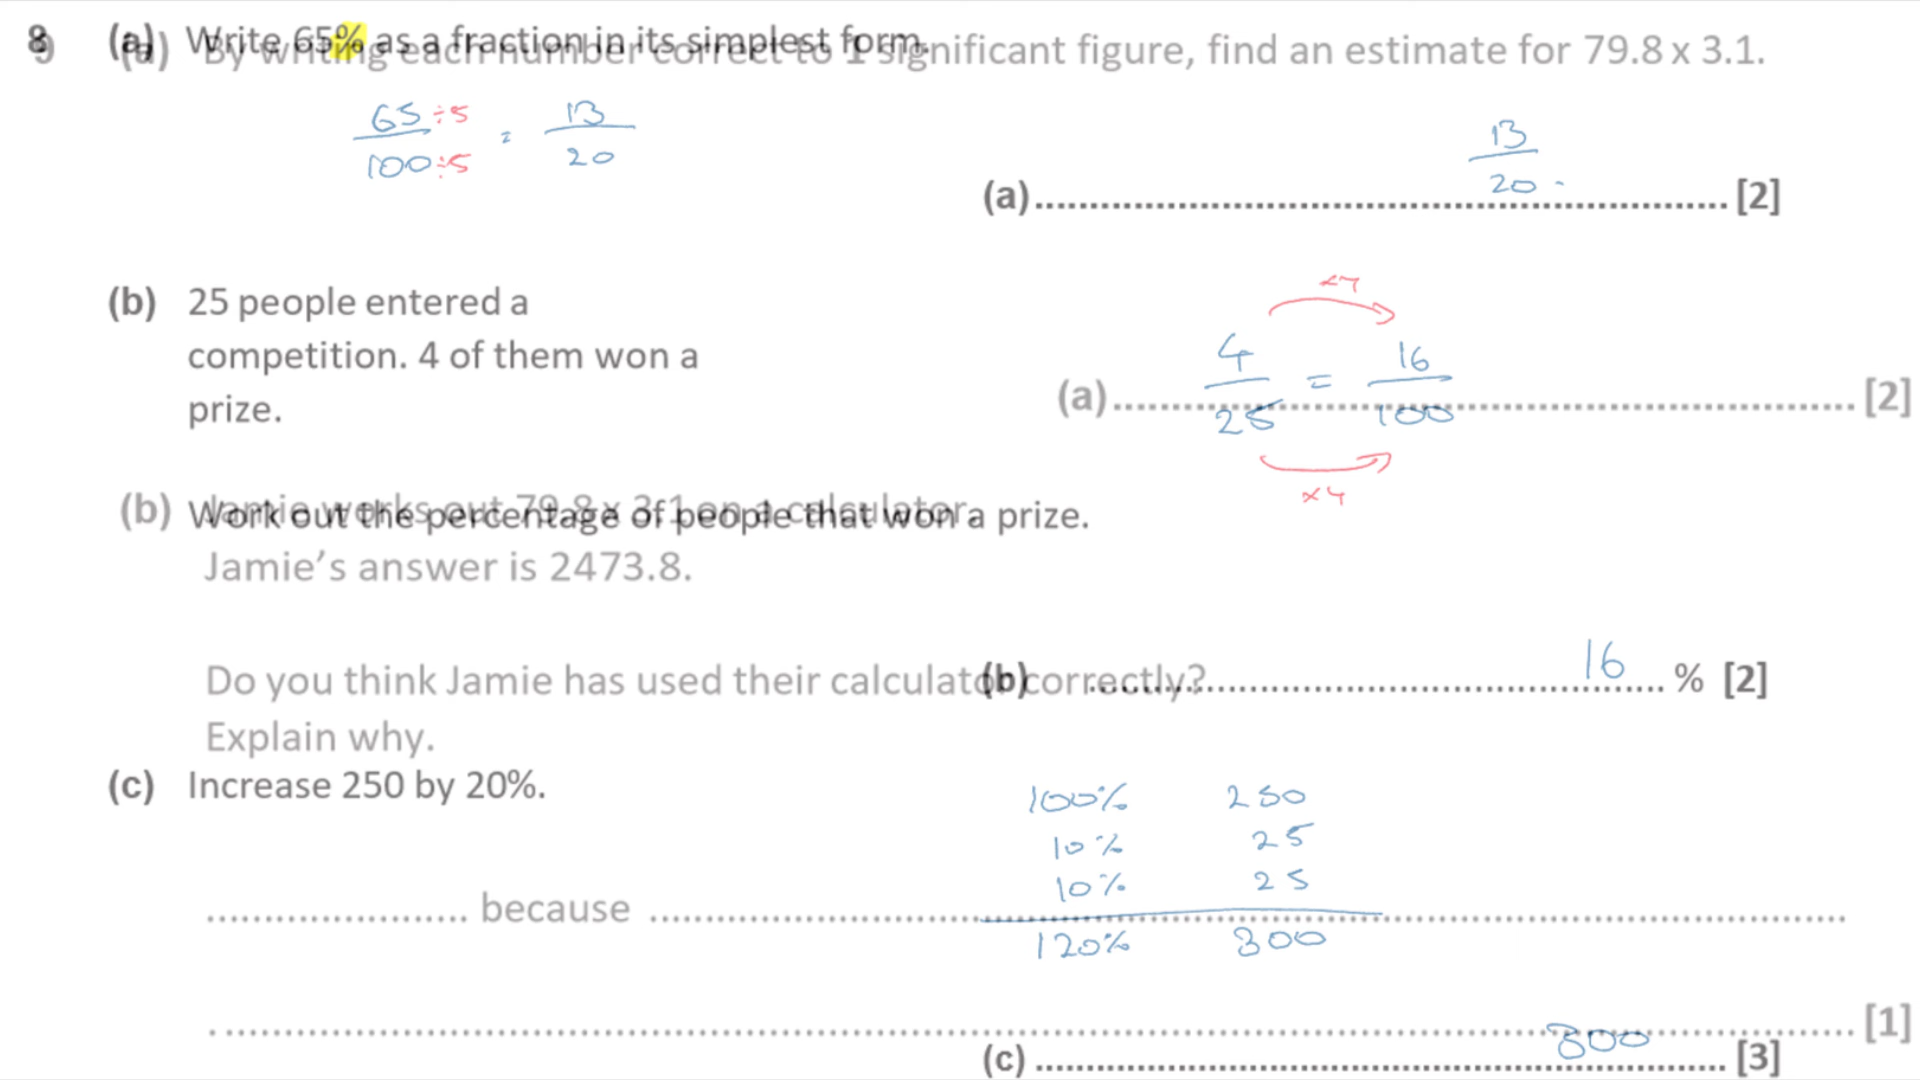 8 (a) Write 65% as a fraction in its simplest form.
9 (a) By writing each number correct to 1 significant figure, find an estimate for 79.8 x 3.1.
65 ÷5 = 13
100 ÷5 20
13
20
(a) [2]
(b) 25 people entered a
competition. 4 of them won a
prize.
x4
4 = 16
25 100
x4
(a) [2]
(b) Jamie works out 79.8 x 3.1 on a calculator.
Work out the percentage of people that won a prize.
Jamie’s answer is 2473.8.
Do you think Jamie has used their calculator correctly?
(b) 16 % [2]
Explain why.
(c) Increase 250 by 20%.
100% 250
10% 25
10% 25
because
120% 300
[1]
(c) 300 [3]